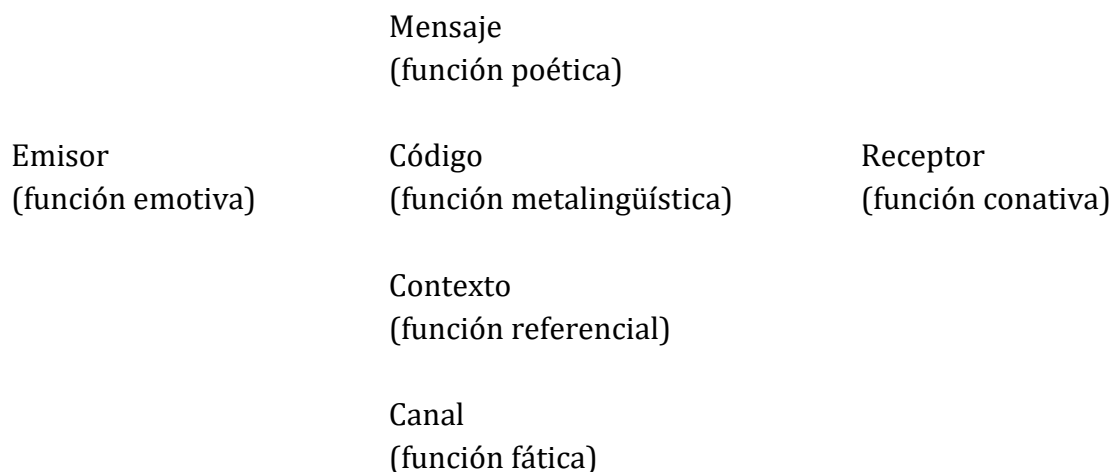 Mensaje
(función poética)
Emisor
(función emotiva)
Código
(función metalingüística)
Receptor
(función conativa)
Contexto
(función referencial)
Canal
(función fática)